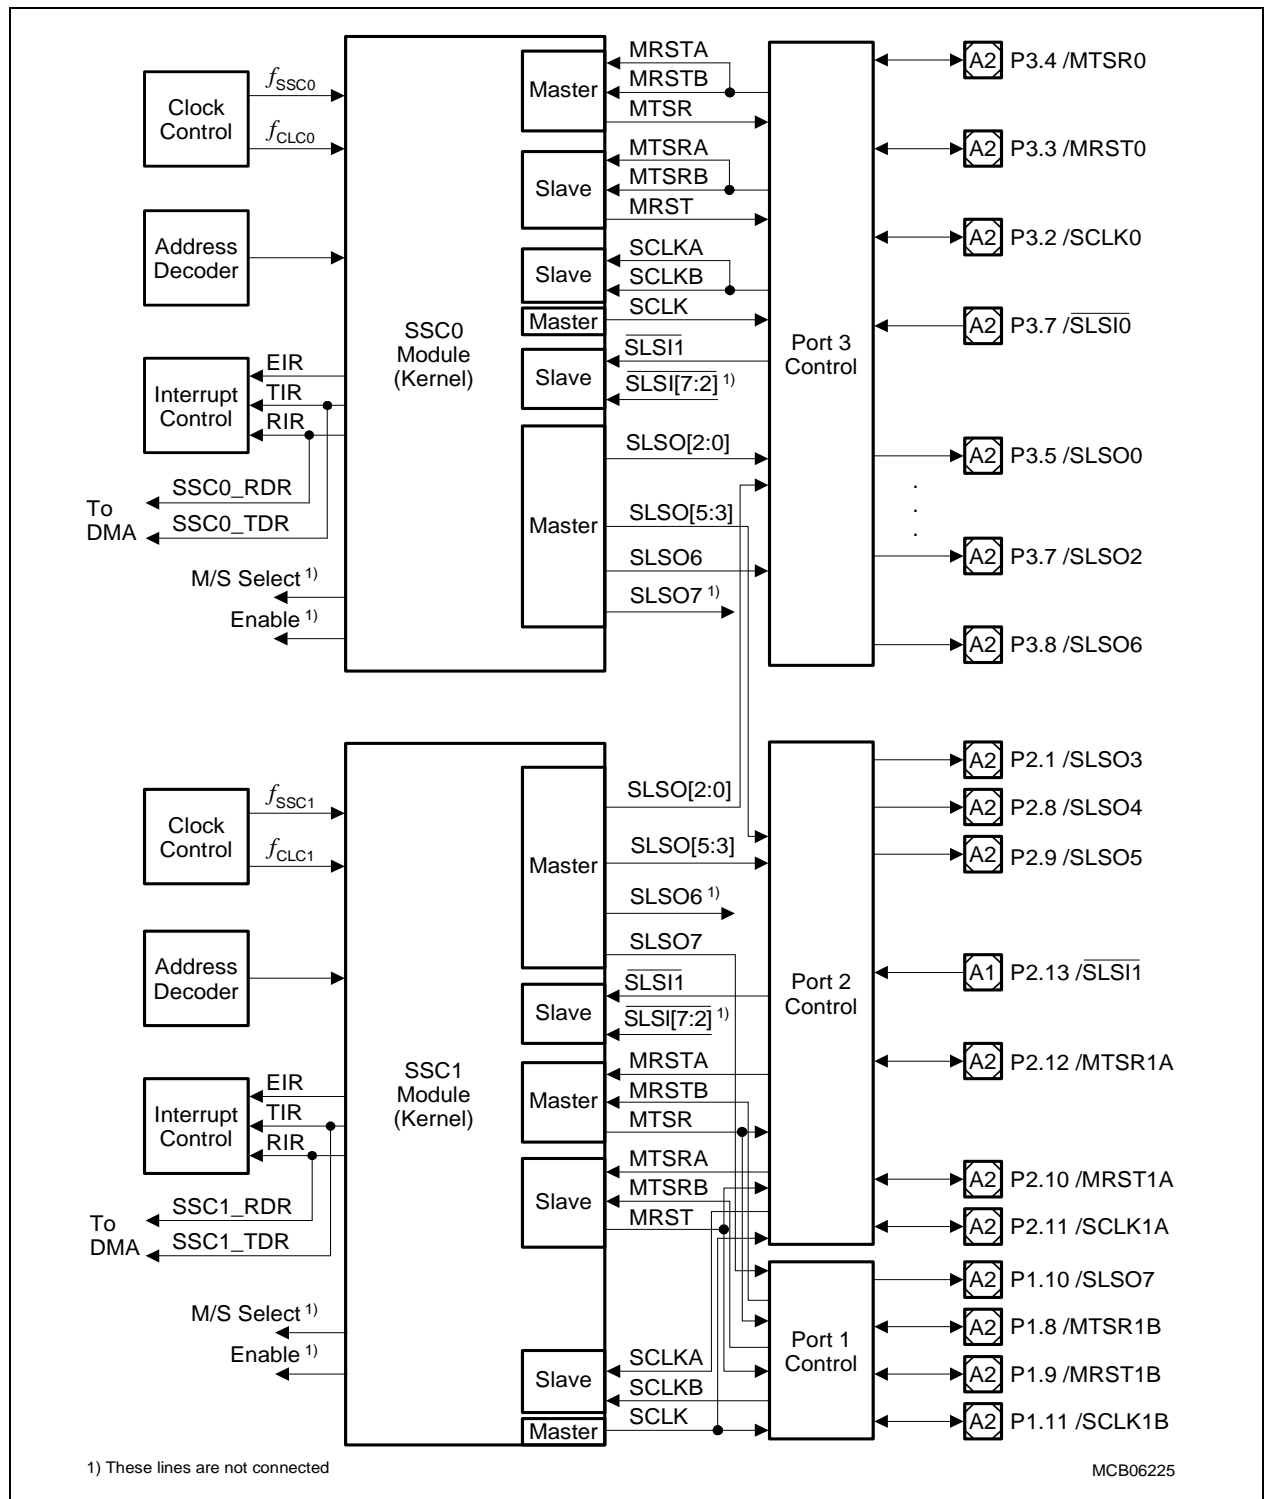 Clock
Control
fSSC0
fCLC0
Address
Decoder
Interrupt
Control
EIR
TIR
RIR
To
DMA
SSC0_RDR
SSC0_TDR
M/S Select 1)
Enable 1)
SSC0
Module
(Kernel)
Master
Slave
Slave
Master
Slave
Master
MRSTA
MRSTB
MTSR
MTSRA
MTSRB
MRST
SCLKA
SCLKB
SCLK
SLSI1
SLSI[7:2] 1)
SLSO[2:0]
SLSO[5:3]
SLSO6
SLSO7 1)
Port 3
Control
A2 P3.4 /MTSR0
A2 P3.3 /MRST0
A2 P3.2 /SCLK0
A2 P3.7 /SLSI0
A2 P3.5 /SLSO0
.
.
.
A2 P3.7 /SLSO2
A2 P3.8 /SLSO6
Clock
Control
fSSC1
fCLC1
Address
Decoder
Interrupt
Control
EIR
TIR
RIR
To
DMA
SSC1_RDR
SSC1_TDR
M/S Select 1)
Enable 1)
SSC1
Module
(Kernel)
Master
Slave
Master
Slave
Slave
Master
SLSO[2:0]
SLSO[5:3]
SLSO6 1)
SLSO7
SLSI1
SLSI[7:2] 1)
MRSTA
MRSTB
MTSR
MTSRA
MTSRB
MRST
SCLKA
SCLKB
SCLK
Port 2
Control
Port 1
Control
A2 P2.1 /SLSO3
A2 P2.8 /SLSO4
A2 P2.9 /SLSO5
A1 P2.13 /SLSI1
A2 P2.12 /MTSR1A
A2 P2.10 /MRST1A
A2 P2.11 /SCLK1A
A2 P1.10 /SLSO7
A2 P1.8 /MTSR1B
A2 P1.9 /MRST1B
A2 P1.11 /SCLK1B
1) These lines are not connected
MCB06225